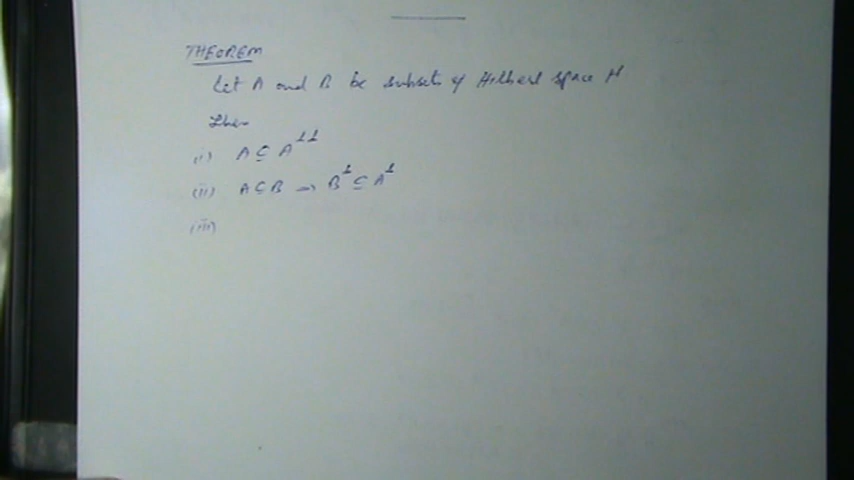 THEOREM
Let A and B be subsets of Hilbert space H
Then
(i) A ⊆ A^⊥⊥
(ii) A ⊆ B ⇒ B^⊥ ⊆ A^⊥
(iii)